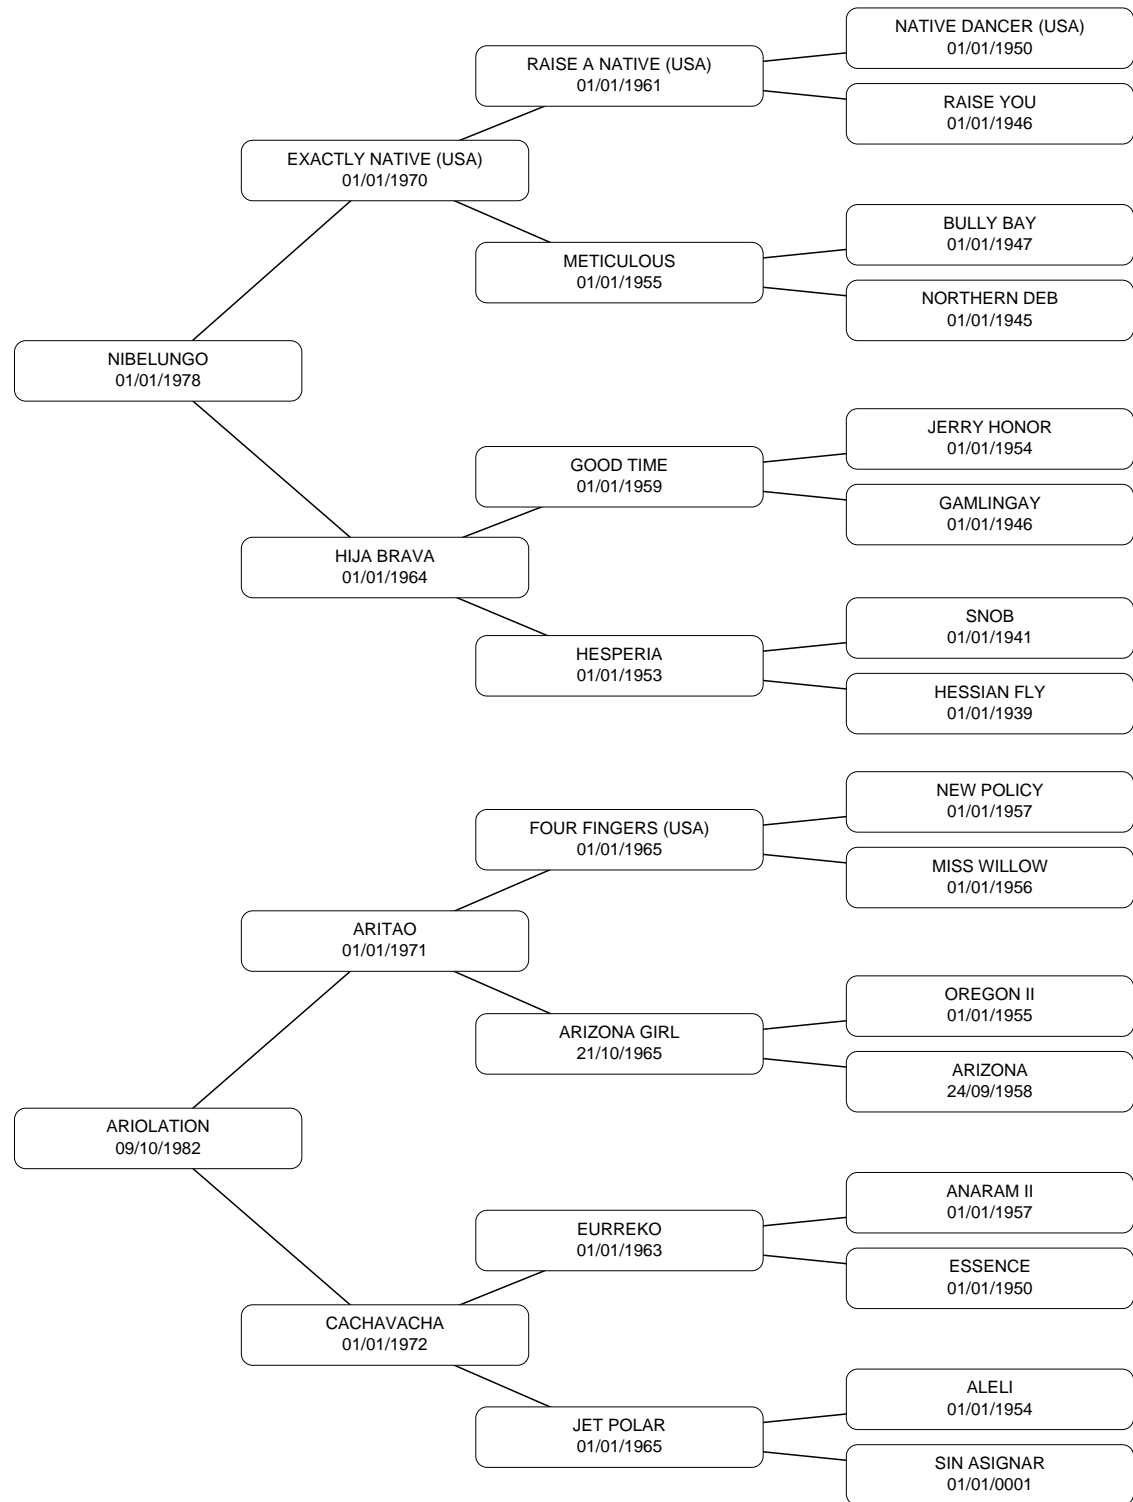 NATIVE DANCER (USA)
01/01/1950
RAISE A NATIVE (USA)
01/01/1961
RAISE YOU
01/01/1946
EXACTLY NATIVE (USA)
01/01/1970
BULLY BAY
01/01/1947
METICULOUS
01/01/1955
NORTHERN DEB
01/01/1945
NIBELUNGO
01/01/1978
JERRY HONOR
01/01/1954
GOOD TIME
01/01/1959
GAMLINGAY
01/01/1946
HIJA BRAVA
01/01/1964
SNOB
01/01/1941
HESPERIA
01/01/1953
HESSIAN FLY
01/01/1939
NEW POLICY
01/01/1957
FOUR FINGERS (USA)
01/01/1965
MISS WILLOW
01/01/1956
ARITAO
01/01/1971
OREGON II
01/01/1955
ARIZONA GIRL
21/10/1965
ARIZONA
24/09/1958
ARIOLATION
09/10/1982
ANARAM II
01/01/1957
EURREKO
01/01/1963
ESSENCE
01/01/1950
CACHAVACHA
01/01/1972
ALELI
01/01/1954
JET POLAR
01/01/1965
SIN ASIGNAR
01/01/0001